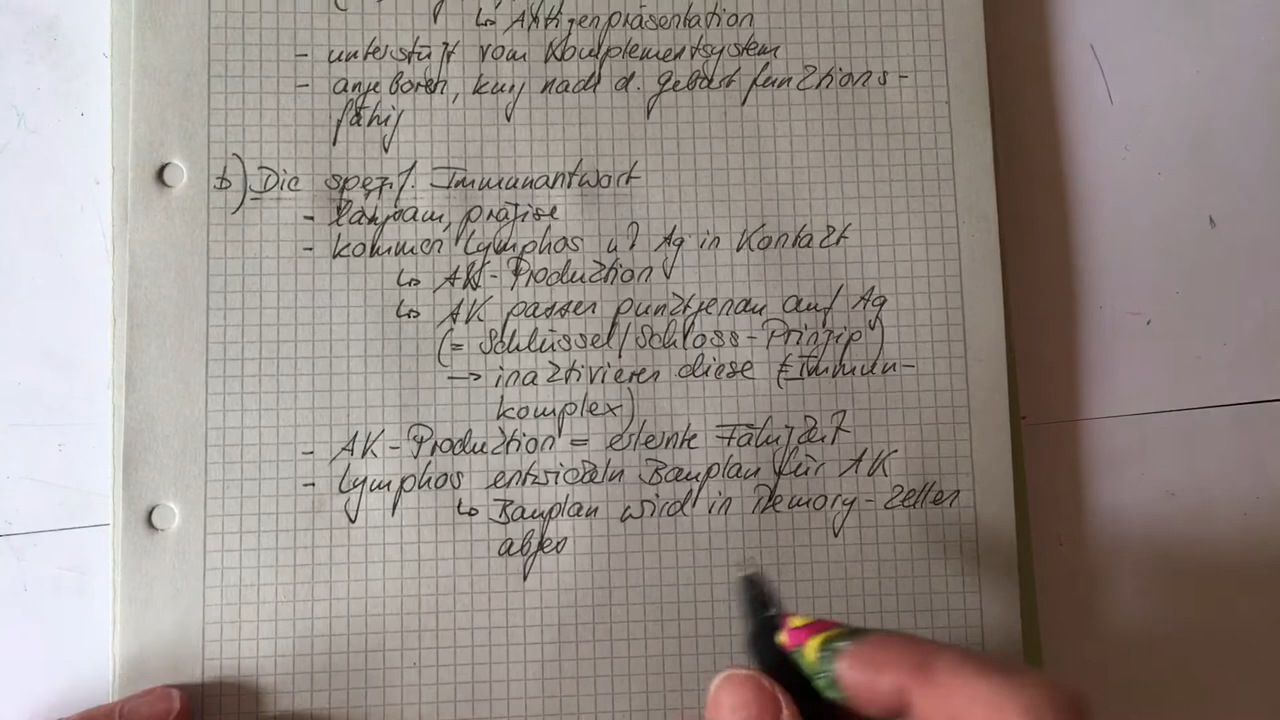 ↳ Antigenpräsentation
- unterstützt vom Komplementsystem
- angeboren, kurz nach d. Geburt funktions-
fähig
b) Die spezif. Immunantwort
- langsam, präzise
- kommen Lymphos m. Ag in Kontakt
↳ AK-Produktion
↳ AK passen punktgenau auf Ag
(= Schlüssel/Schloss-Prinzip)
→ inaktivieren diese (Immun-
komplex)
- AK-Produktion = erlernte Fähigkeit
- Lymphos entwickeln Bauplan für AK
↳ Bauplan wird in Memory-Zellen
abges